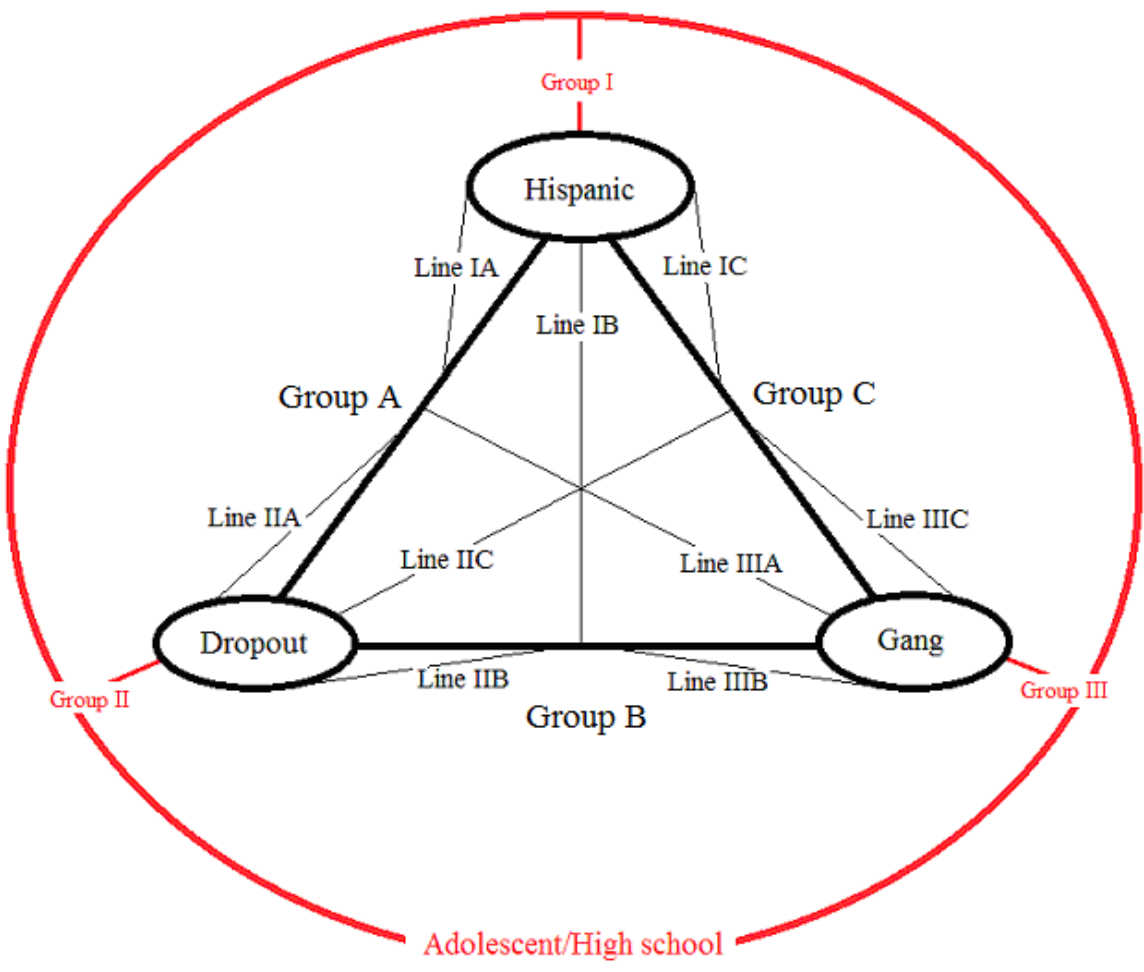 Group I
Hispanic
Line IA
Line IC
Line IB
Group A
Group C
Line IIA
Line IIIC
Line IIC
Line IIIA
Dropout
Gang
Line IIB
Line IIIB
Group II
Group III
Group B
Adolescent/High school